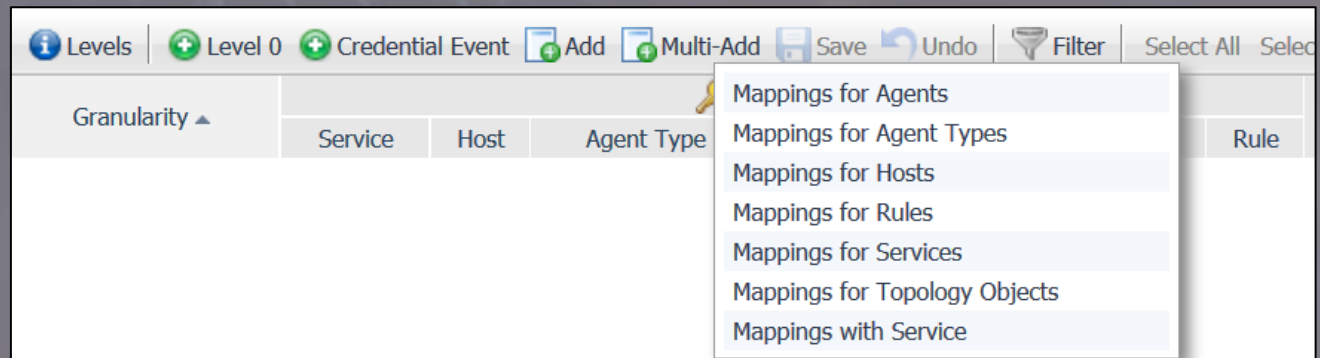 Levels Level 0 Credential Event Add Multi-Add Save Undo Filter Select All Selec
Granularity
Service Host Agent Type Rule
Mappings for Agents
Mappings for Agent Types
Mappings for Hosts
Mappings for Rules
Mappings for Services
Mappings for Topology Objects
Mappings with Service